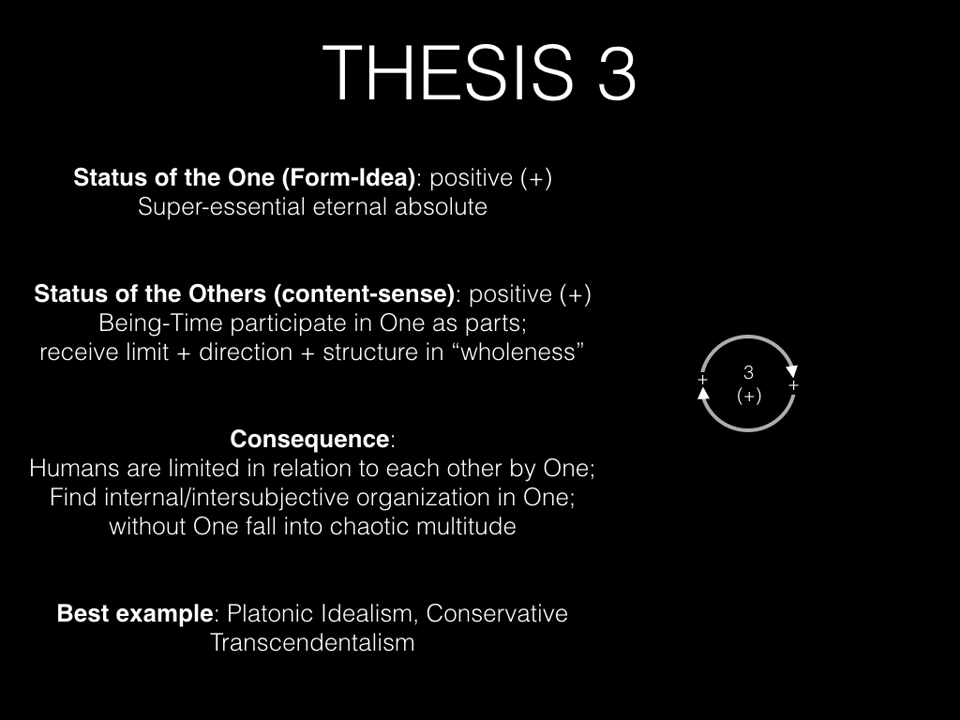 THESIS 3
Status of the One (Form-Idea): positive (+)
Super-essential eternal absolute
Status of the Others (content-sense): positive (+)
Being-Time participate in One as parts;
receive limit + direction + structure in “wholeness”
Consequence:
Humans are limited in relation to each other by One;
Find internal/intersubjective organization in One;
without One fall into chaotic multitude
Best example: Platonic Idealism, Conservative
Transcendentalism
3
+ +
(+)